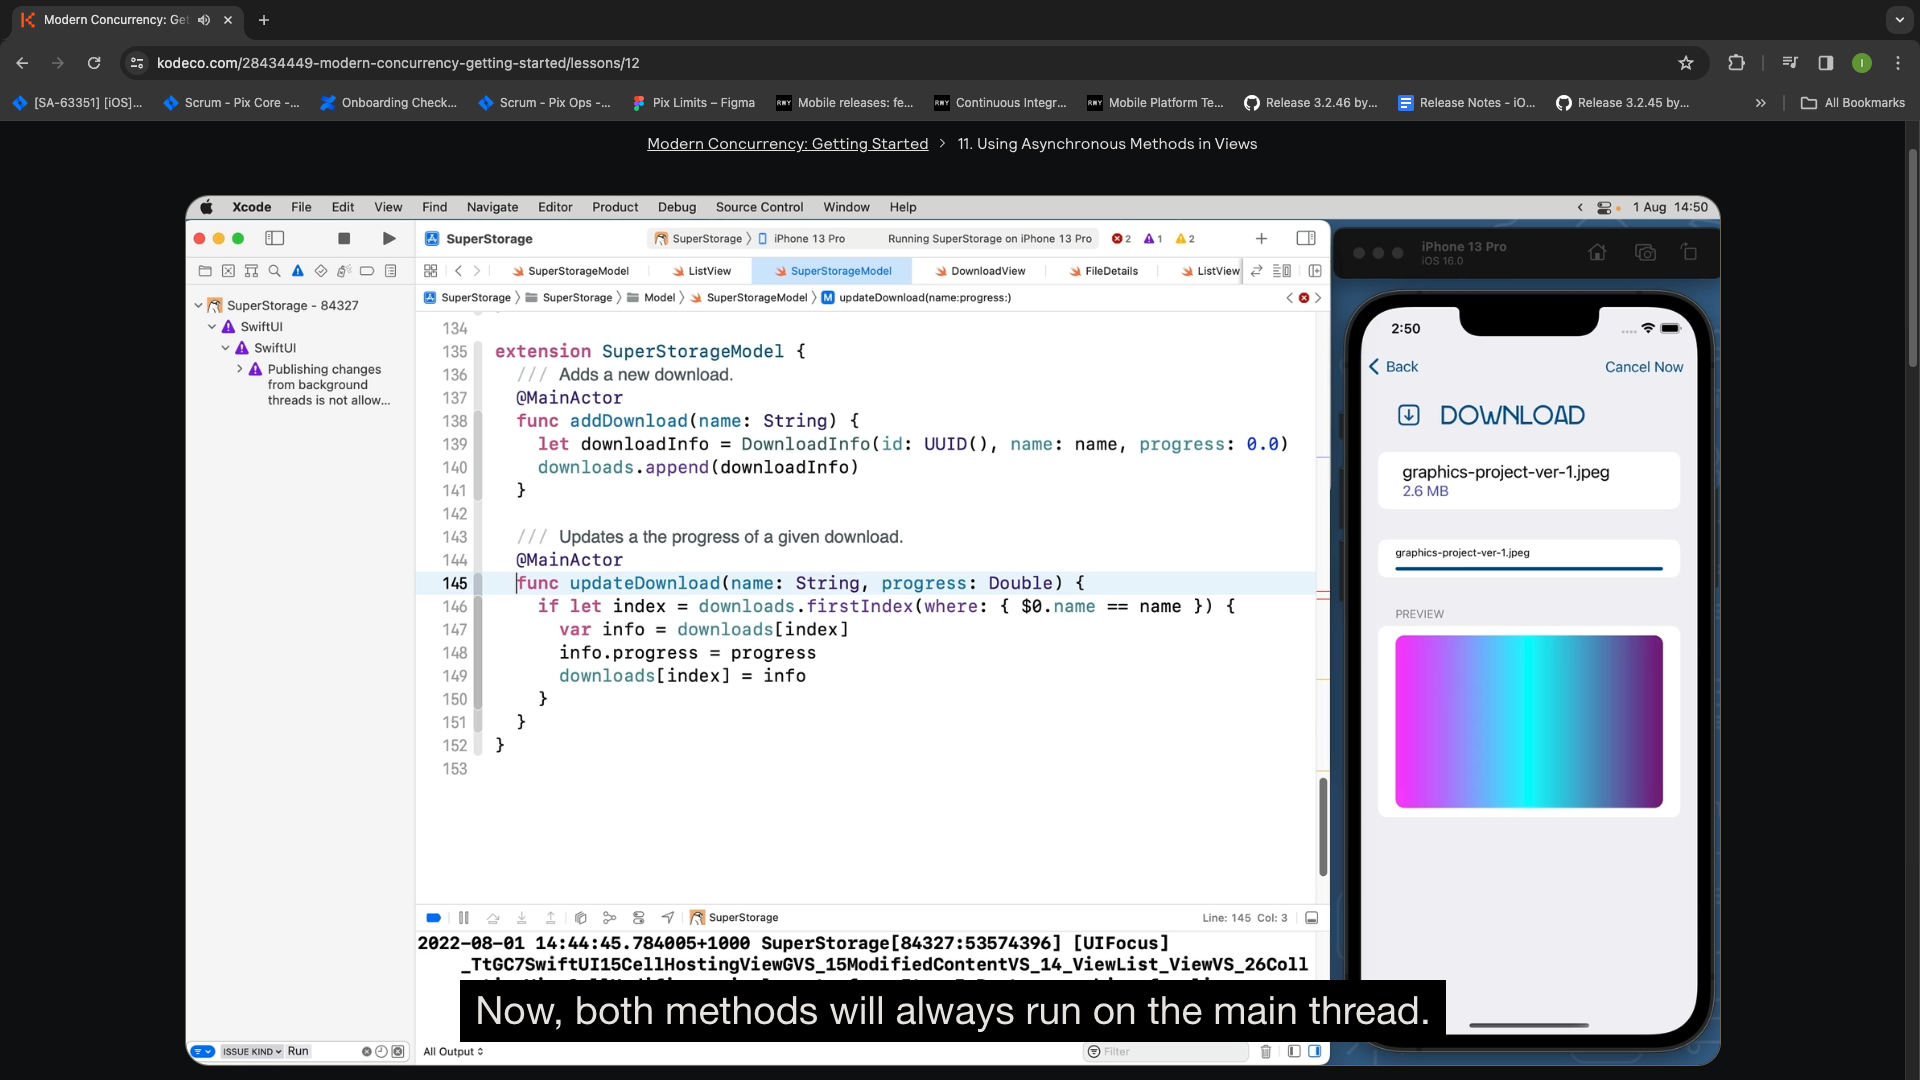 Modern Concurrency: Get
kodeco.com/28434449-modern-concurrency-getting-started/lessons/12
[SA-63351] [iOS]...
Scrum - Pix Core -...
Onboarding Check...
Scrum - Pix Ops -...
Pix Limits – Figma
RWY
Mobile releases: fe...
RWY
Continuous Integr...
RWY
Mobile Platform Te...
Release 3.2.46 by...
Release Notes - iO...
Release 3.2.45 by...
All Bookmarks
Modern Concurrency: Getting Started > 11. Using Asynchronous Methods in Views
Xcode File Edit View Find Navigate Editor Product Debug Source Control Window Help
1 Aug 14:50
SuperStorage
SuperStorage 〉 iPhone 13 Pro
Running SuperStorage on iPhone 13 Pro
2 1 2
SuperStorageModel
ListView
SuperStorageModel
DownloadView
FileDetails
ListView
SuperStorage 〉 SuperStorage 〉 Model 〉 SuperStorageModel 〉 M updateDownload(name:progress:)
SuperStorage - 84327
SwiftUI
SwiftUI
Publishing changes
from background
threads is not allow...
134
135 extension SuperStorageModel {
136 /// Adds a new download.
137 @MainActor
138 func addDownload(name: String) {
139 let downloadInfo = DownloadInfo(id: UUID(), name: name, progress: 0.0)
140 downloads.append(downloadInfo)
141 }
142
143 /// Updates a the progress of a given download.
144 @MainActor
145 func updateDownload(name: String, progress: Double) {
146 if let index = downloads.firstIndex(where: { $0.name == name }) {
147 var info = downloads[index]
148 info.progress = progress
149 downloads[index] = info
150 }
151 }
152 }
153
SuperStorage
Line: 145 Col: 3
2022-08-01 14:44:45.784005+1000 SuperStorage[84327:53574396] [UIFocus]
_TtGC7SwiftUI15CellHostingViewGVS_15ModifiedContentVS_14_ViewList_ViewVS_26Coll
Now, both methods will always run on the main thread.
ISSUE KIND Run
All Output
Filter
iPhone 13 Pro
iOS 16.0
2:50
Back
Cancel Now
DOWNLOAD
graphics-project-ver-1.jpeg
2.6 MB
graphics-project-ver-1.jpeg
PREVIEW